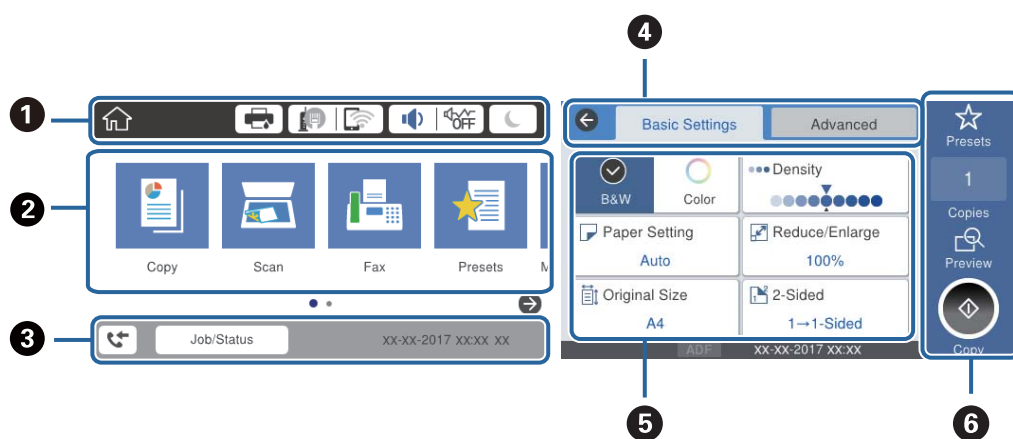 4
1
OFF
Basic Settings
Advanced
Presets
2
B&W
Color
Density
1
Copies
Paper Setting
Auto
Reduce/Enlarge
100%
Preview
Copy
Scan
Fax
Presets
M
Original Size
A4
2-Sided
1→1-Sided
3
Job/Status
xx-xx-2017 xx:xx xx
ADF
xx-xx-2017 xx:xx
Copy
5
6